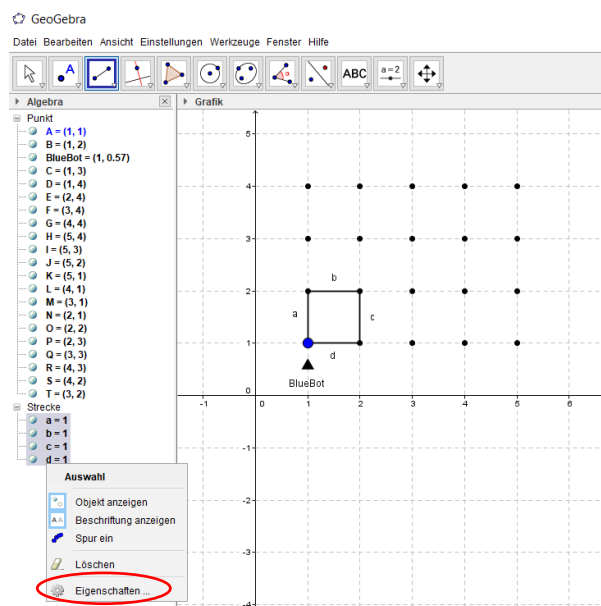 GeoGebra
Datei Bearbeiten Ansicht Einstellungen Werkzeuge Fenster Hilfe
ABC a=2
Algebra
Grafik
Punkt
A = (1, 1)
B = (1, 2)
BlueBot = (1, 0.57)
C = (1, 3)
D = (1, 4)
E = (2, 4)
F = (3, 4)
G = (4, 4)
H = (5, 4)
I = (5, 3)
J = (5, 2)
K = (5, 1)
L = (4, 1)
M = (3, 1)
N = (2, 1)
O = (2, 2)
P = (2, 3)
Q = (3, 3)
R = (4, 3)
S = (4, 2)
T = (3, 2)
Strecke
a = 1
b = 1
c = 1
d = 1
Auswahl
Objekt anzeigen
AA Beschriftung anzeigen
Spur ein
Löschen
Eigenschaften ...
5
4
3
2
1
0
-1 0 1 2 3 4 5 6
-1
-2
-3
-4
b
a
c
d
BlueBot